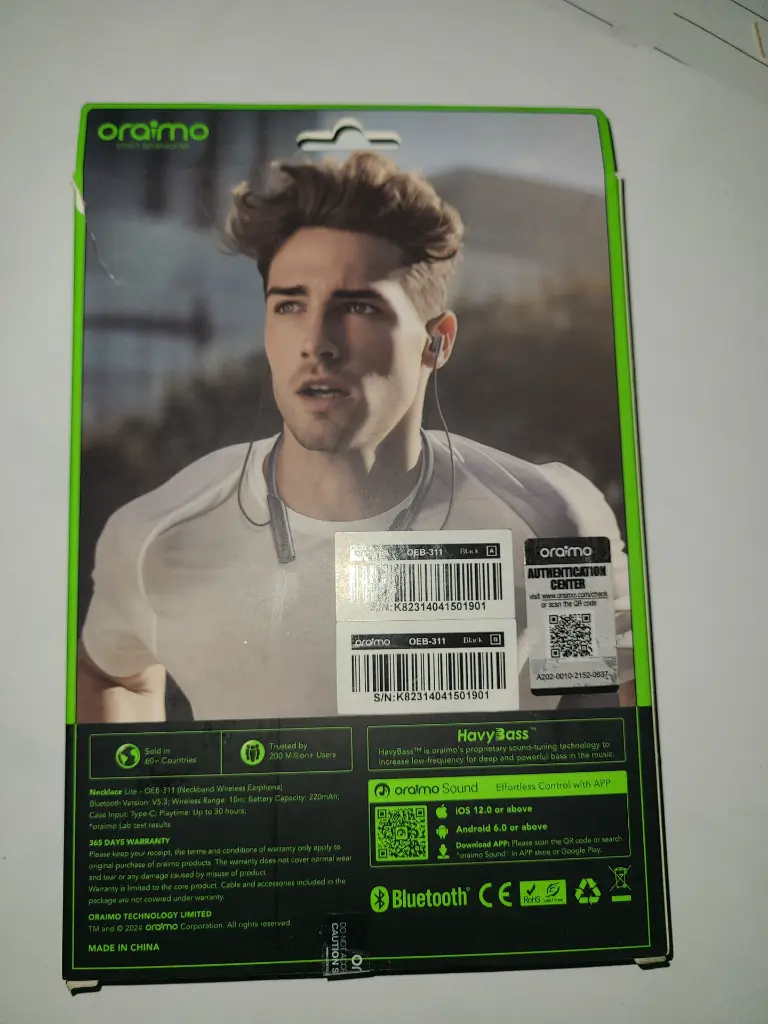 oraimo
OEB-311 Black A
S/N:K82314041501901
oraimo OEB-311 Black B
S/N:K82314041501901
oraimo
AUTHENTICATION
CENTER
visit www.oraimo.com/check
or scan the QR code
A202-0010-2152-0637
Sold in
60+ Countries
Trusted by
200 Million+ Users
HavyBass™
HavyBass™ is oraimo's proprietary sound-tuning technology to
increase low-frequency for deep and powerful bass in the music.
Necklace Lite - OEB-311 (Neckband Wireless Earphone)
Bluetooth Version: V5.3; Wireless Range: 10m; Battery Capacity: 220mAh;
Case Input: Type-C; Playtime: Up to 30 hours;
*oraimo Lab test results
365 DAYS WARRANTY
Please keep your receipt, the terms and conditions of warranty only apply to
original purchase of oraimo products. The warranty does not cover normal wear
and tear or any damage caused by misuse of product.
Warranty is limited to the core product. Cable and accessories included in the
package are not covered under warranty.
ORAIMO TECHNOLOGY LIMITED
TM and © 2024 oraimo Corporation. All rights reserved.
MADE IN CHINA
oraimo Sound Effortless Control with APP
iOS 12.0 or above
Android 6.0 or above
Download APP: Please scan the QR code or search
"oraimo Sound" in APP store or Google Play.
Bluetooth® CE RoHS
DO NOT ACC
CAUTION S